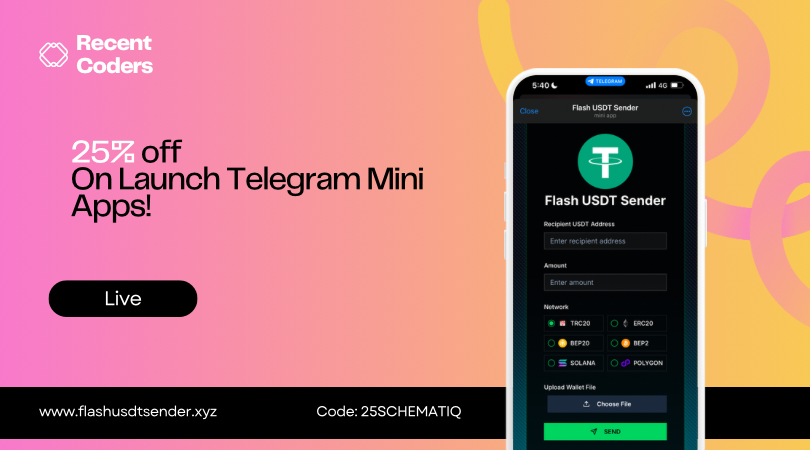 Recent
Coders
25% off
On Launch Telegram Mini
Apps!
Live
www.flashusdtsender.xyz
Code: 25SCHEMATIQ
5:40
TELEGRAM
4G
Close
Flash USDT Sender
mini app
Flash USDT Sender
Recipient USDT Address
Enter recipient address
Amount
Enter amount
Network
TRC20
ERC20
BEP20
BEP2
SOLANA
POLYGON
Upload Wallet File
Choose File
SEND